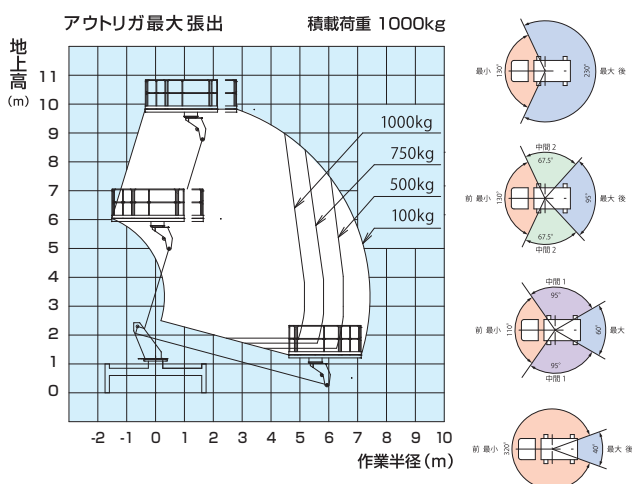 アウトリガ最大張出 積載荷重 1000kg
地上高
(m)
11
10
9
8
7
6
5
4
3
2
1
0
1000kg
750kg
500kg
100kg
-2 -1 0 1 2 3 4 5 6 7 8 9 10
作業半径(m)
最小 130° 230° 最大 後
中間 2
67.5°
前 最小 130° 95° 最大 後
67.5°
中間 2
中間 1
95°
前 最小 110° 60° 最大
95°
中間 1
前 最小 320° 40° 最大 後